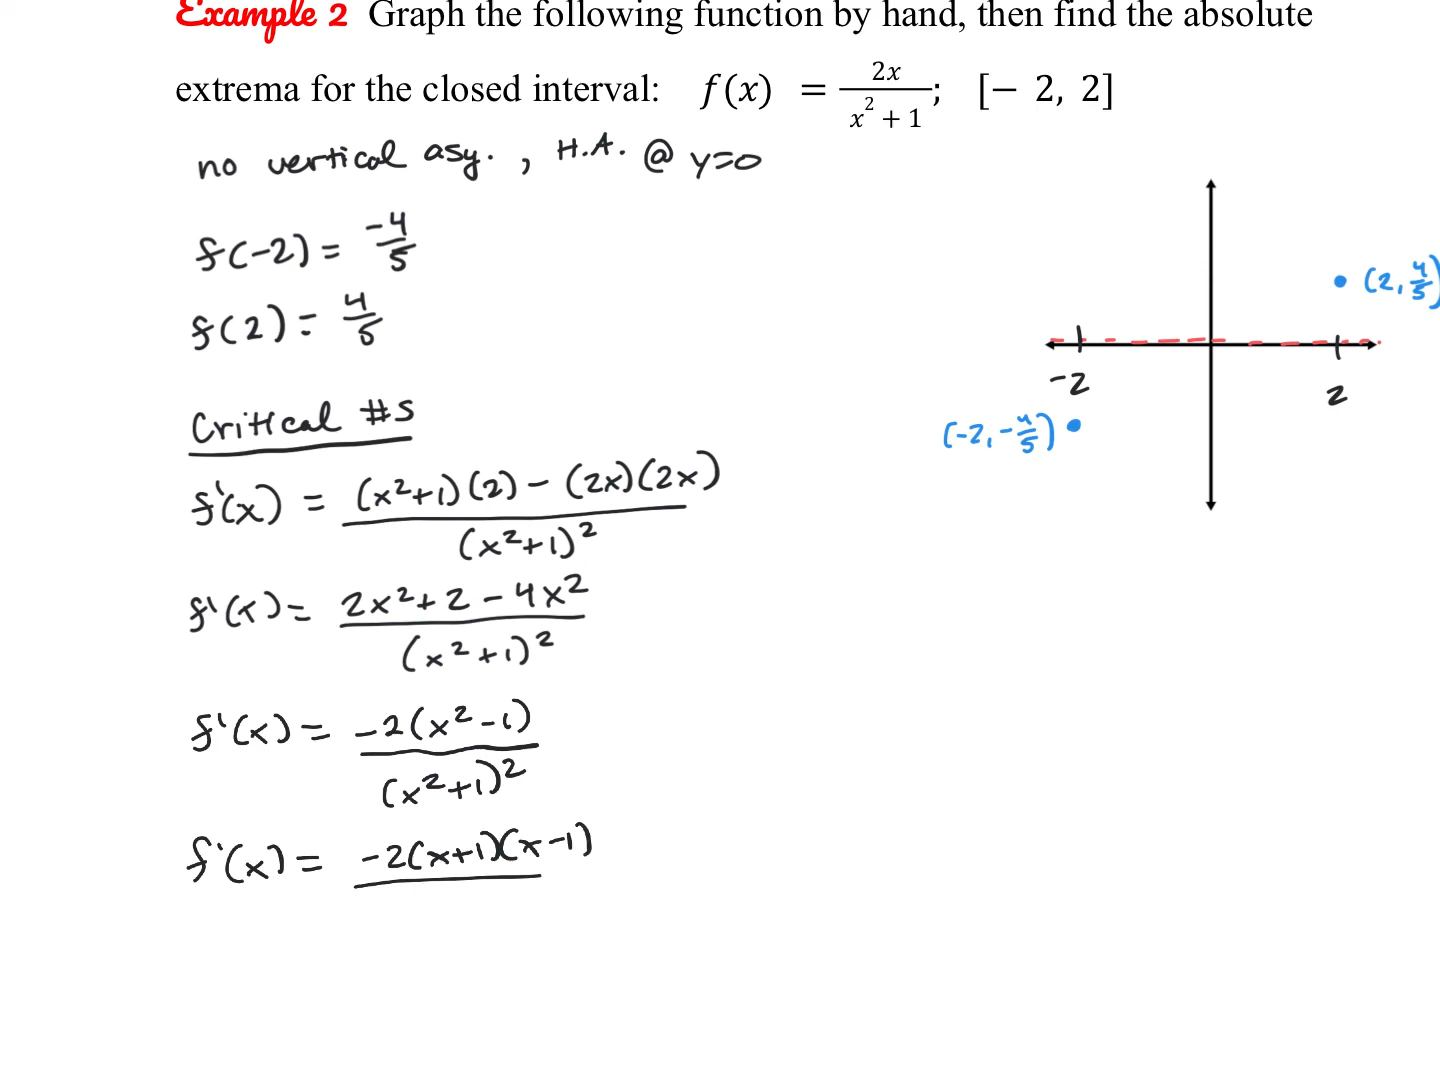 Example 2 Graph the following function by hand, then find the absolute
extrema for the closed interval: f(x) = 2x/(x² + 1); [− 2, 2]
no vertical asy. , H.A. @ y=0
f(-2) = -4/5
f(2) = 4/5
Critical #s
f'(x) = ((x²+1)(2) - (2x)(2x))/(x²+1)²
f'(x) = (2x²+2-4x²)/(x²+1)²
f'(x) = -2(x²-1)/(x²+1)²
f'(x) = -2(x+1)(x-1)
(2, 4/5)
-2
2
(-2, -4/5)